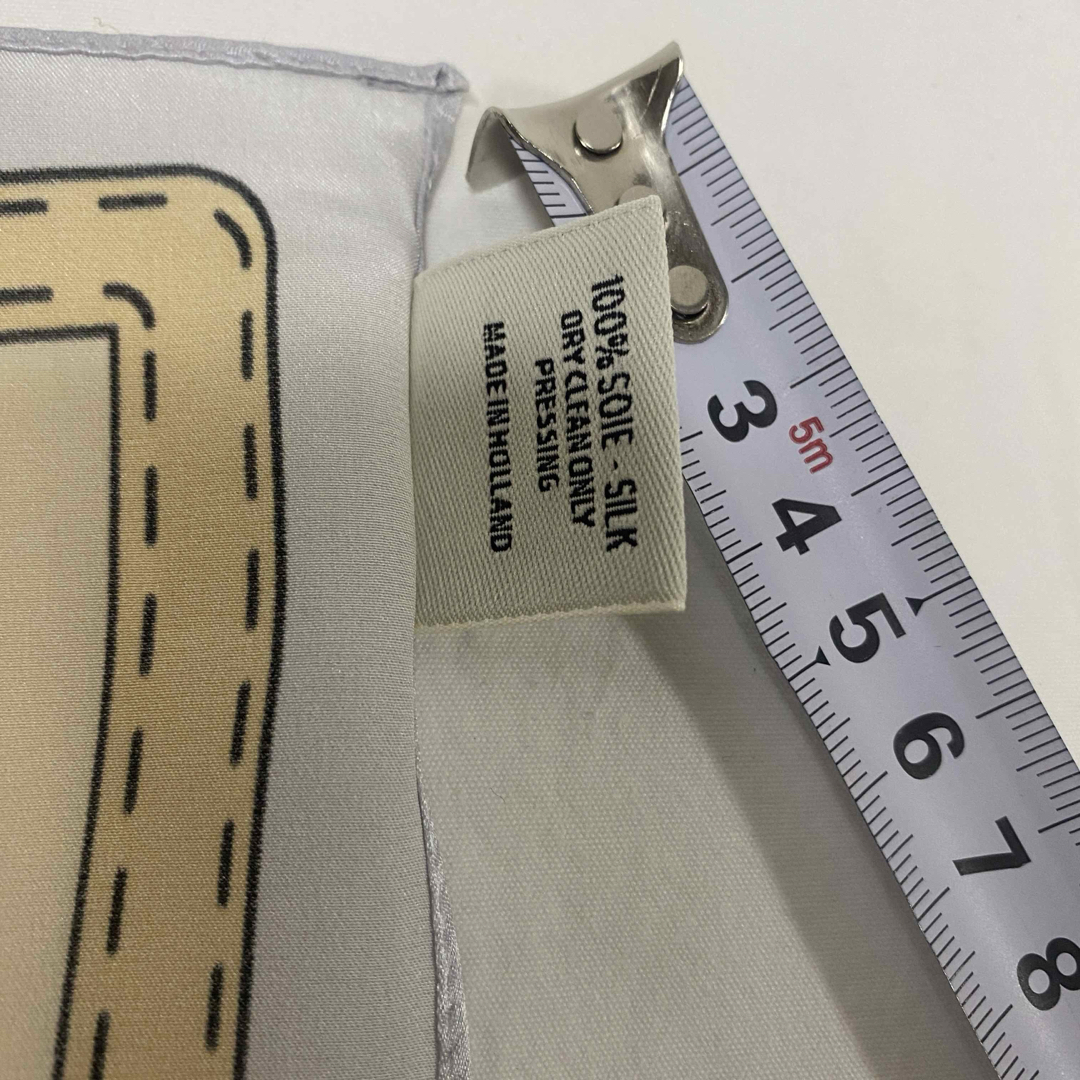 100% SOIE - SILK
DRY CLEAN ONLY
PRESSING
MADE IN HOLLAND
3
5m
4
5
6
7
8